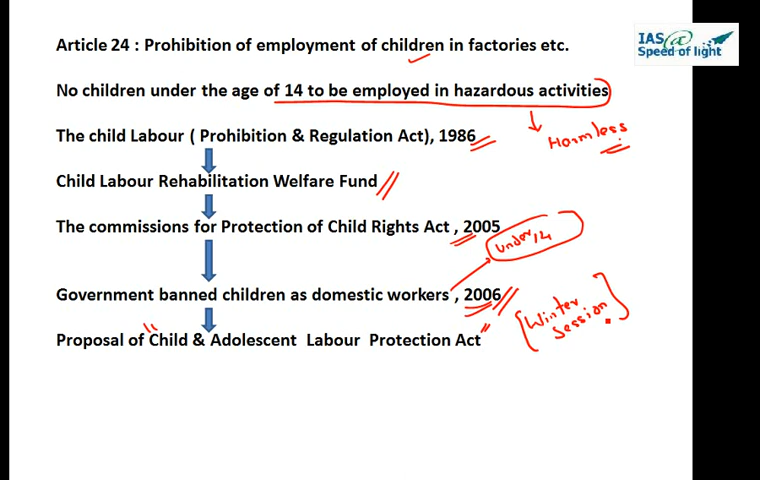 IAS@
Speed of light
Article 24 : Prohibition of employment of children in factories etc.
No children under the age of 14 to be employed in hazardous activities
Harmless
The child Labour ( Prohibition & Regulation Act), 1986
Child Labour Rehabilitation Welfare Fund
The commissions for Protection of Child Rights Act , 2005
under 14
Government banned children as domestic workers , 2006
[Winter
session]
Proposal of "Child & Adolescent Labour Protection Act"